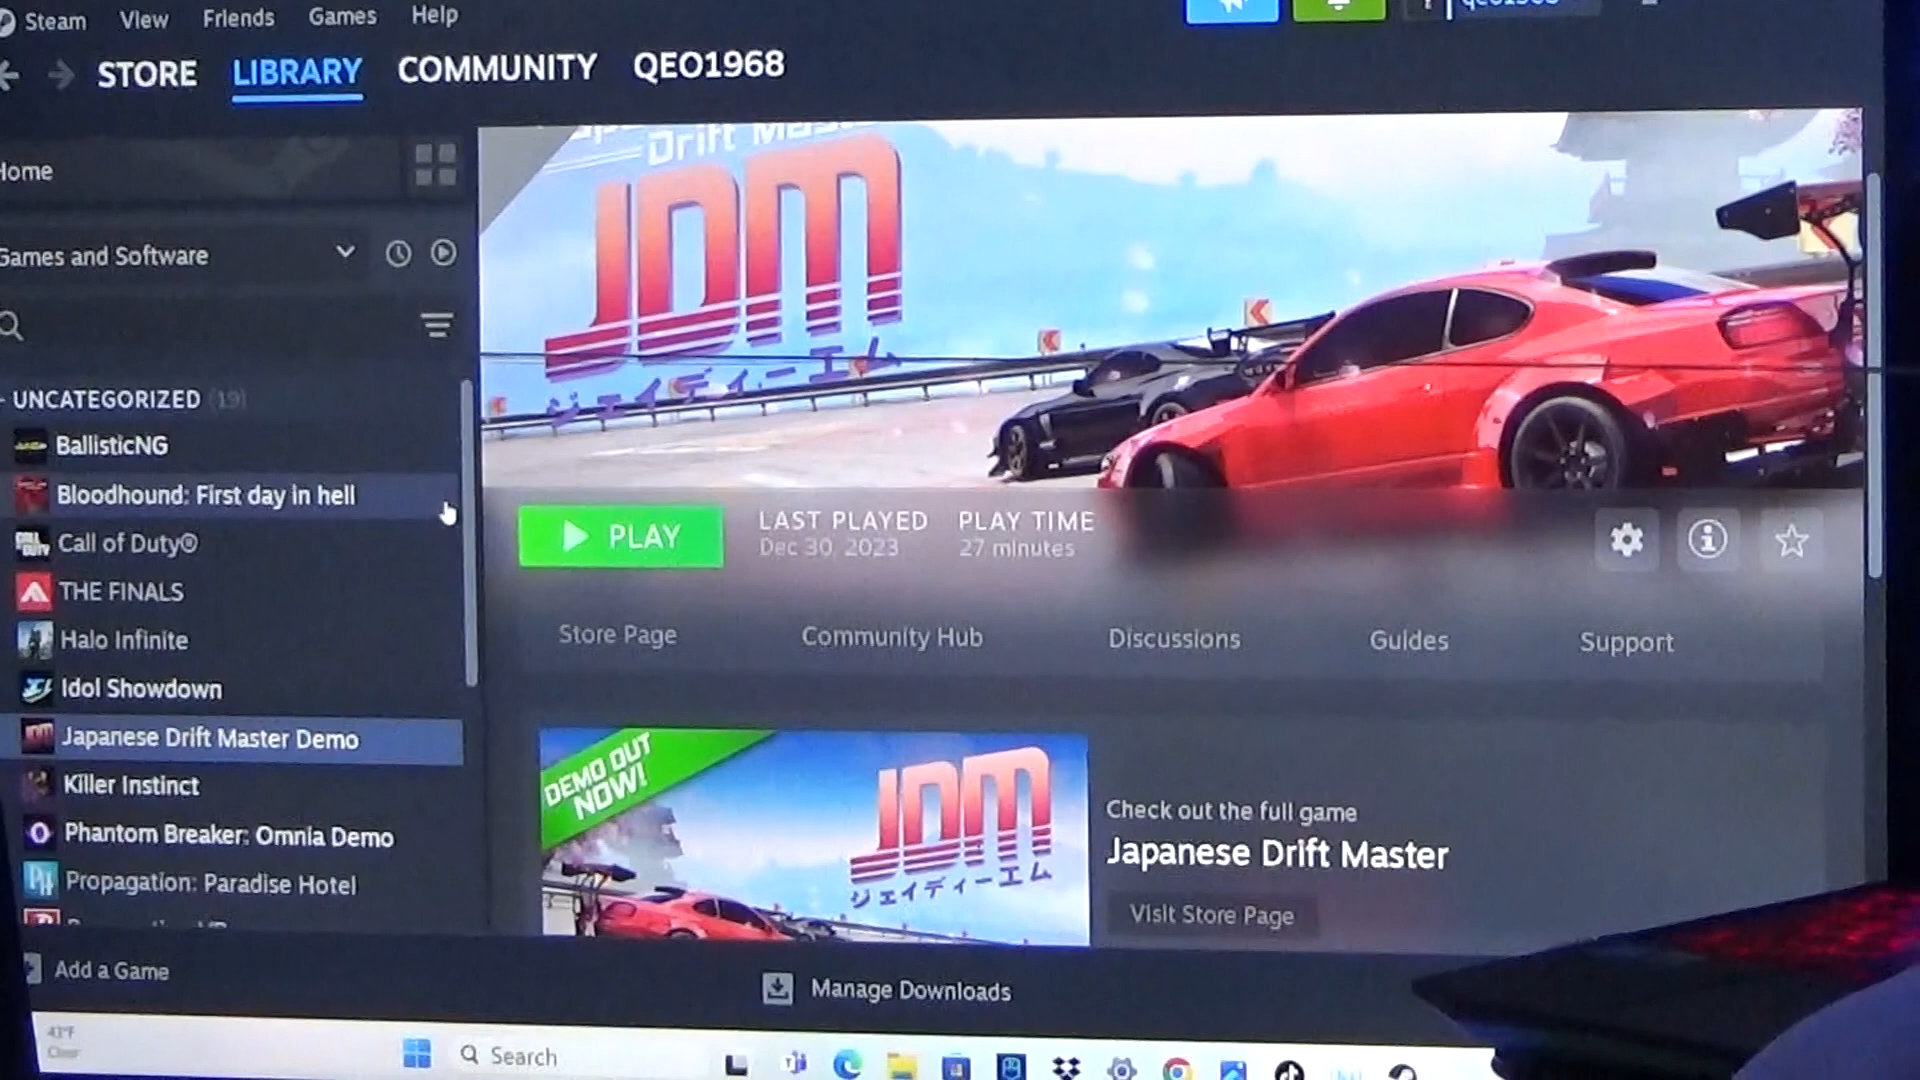 Steam View Friends Games Help
STORE LIBRARY COMMUNITY QEO1968
Home
Games and Software
UNCATEGORIZED (19)
BallisticNG
Bloodhound: First day in hell
Call of Duty®
THE FINALS
Halo Infinite
Idol Showdown
Japanese Drift Master Demo
Killer Instinct
Phantom Breaker: Omnia Demo
Propagation: Paradise Hotel
Add a Game
Drift
JDM
ジェイディーエム
PLAY
LAST PLAYED
Dec 30, 2023
PLAY TIME
27 minutes
Store Page Community Hub Discussions Guides Support
DEMO OUT
NOW!
JDM
ジェイディーエム
Check out the full game
Japanese Drift Master
Visit Store Page
Manage Downloads
43°F
Clear
Search